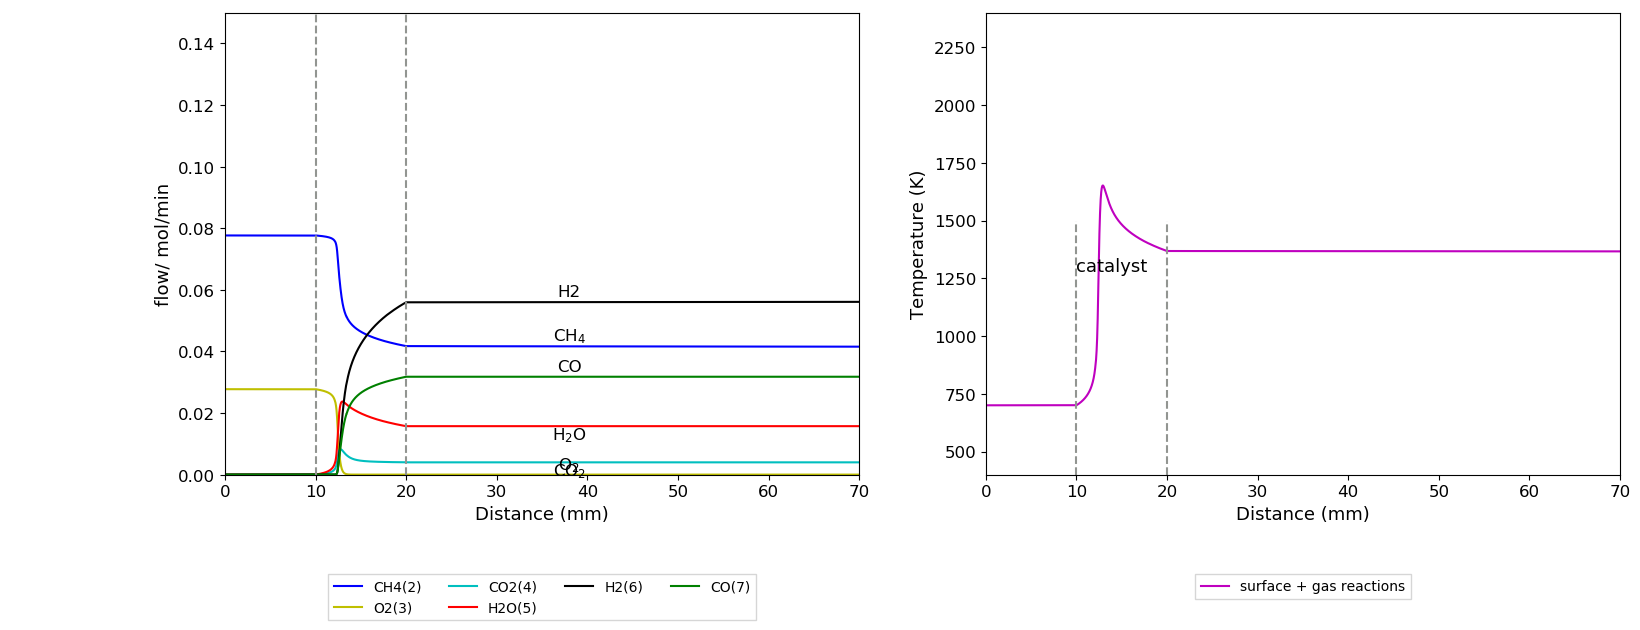 0.14
0.12
0.10
0.08
0.06
0.04
0.02
0.00
flow/ mol/min
H2
CH₄
CO
H₂O
O₂
CO₂
0 10 20 30 40 50 60 70
Distance (mm)
CH4(2) CO2(4) H2(6) CO(7)
O2(3) H2O(5)
2250
2000
1750
1500
1250
1000
750
500
Temperature (K)
catalyst
0 10 20 30 40 50 60 70
Distance (mm)
surface + gas reactions